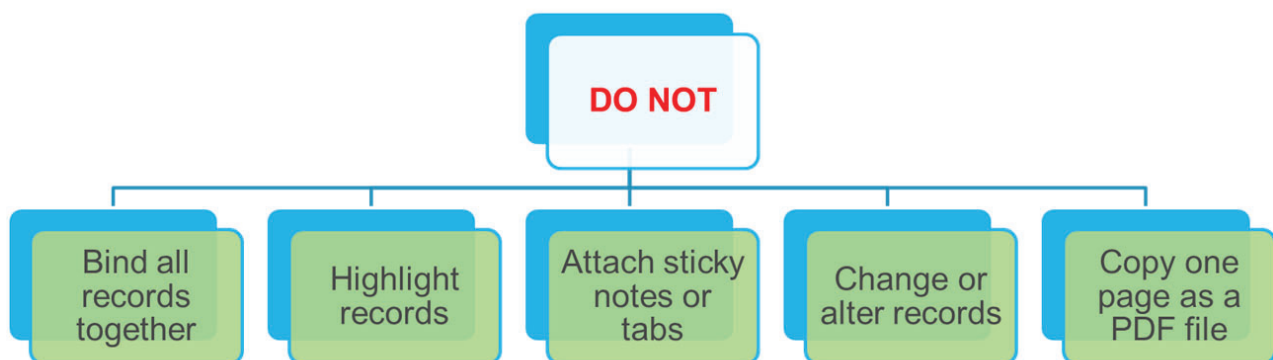 DO NOT
Bind all
records
together
Highlight
records
Attach sticky
notes or
tabs
Change or
alter records
Copy one
page as a
PDF file